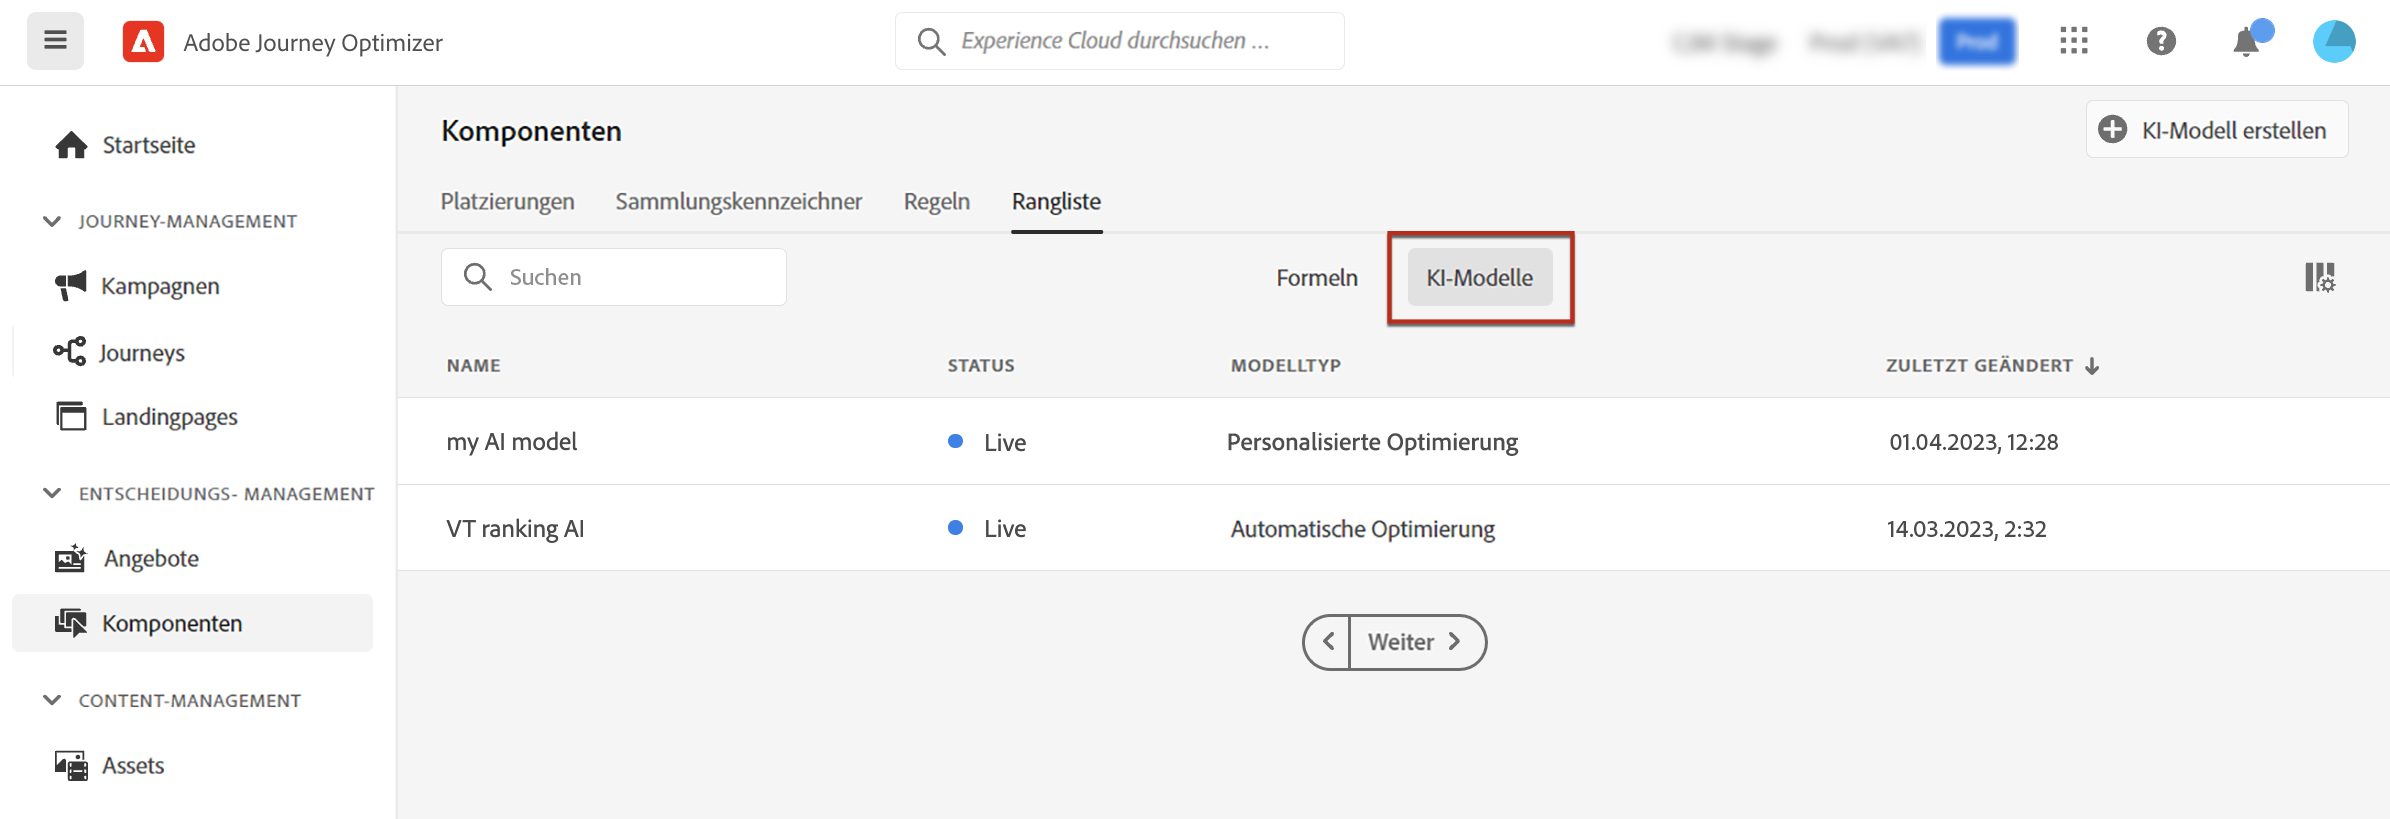 Adobe Journey Optimizer
Experience Cloud durchsuchen ...
Prod
Startseite
JOURNEY-MANAGEMENT
Kampagnen
Journeys
Landingpages
ENTSCHEIDUNGS- MANAGEMENT
Angebote
Komponenten
CONTENT-MANAGEMENT
Assets
Komponenten
KI-Modell erstellen
Platzierungen Sammlungskennzeichner Regeln Rangliste
Suchen
Formeln KI-Modelle
NAME STATUS MODELLTYP ZULETZT GEÄNDERT
my AI model Live Personalisierte Optimierung 01.04.2023, 12:28
VT ranking AI Live Automatische Optimierung 14.03.2023, 2:32
Weiter